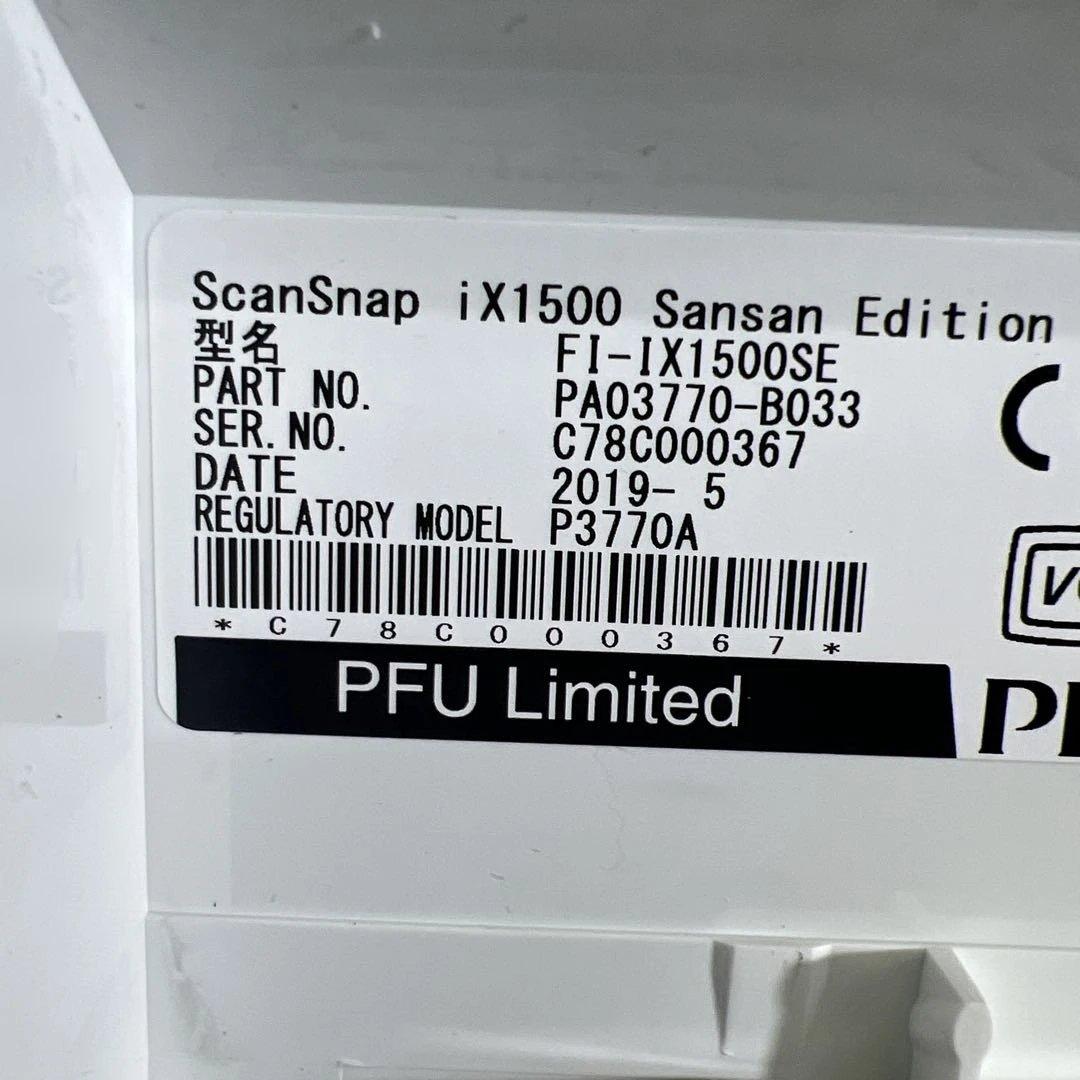 ScanSnap iX1500 Sansan Edition
型名 FI-IX1500SE
PART NO. PA03770-B033
SER.NO. C78C000367
DATE 2019- 5
REGULATORY MODEL P3770A
*C78C000367*
PFU Limited